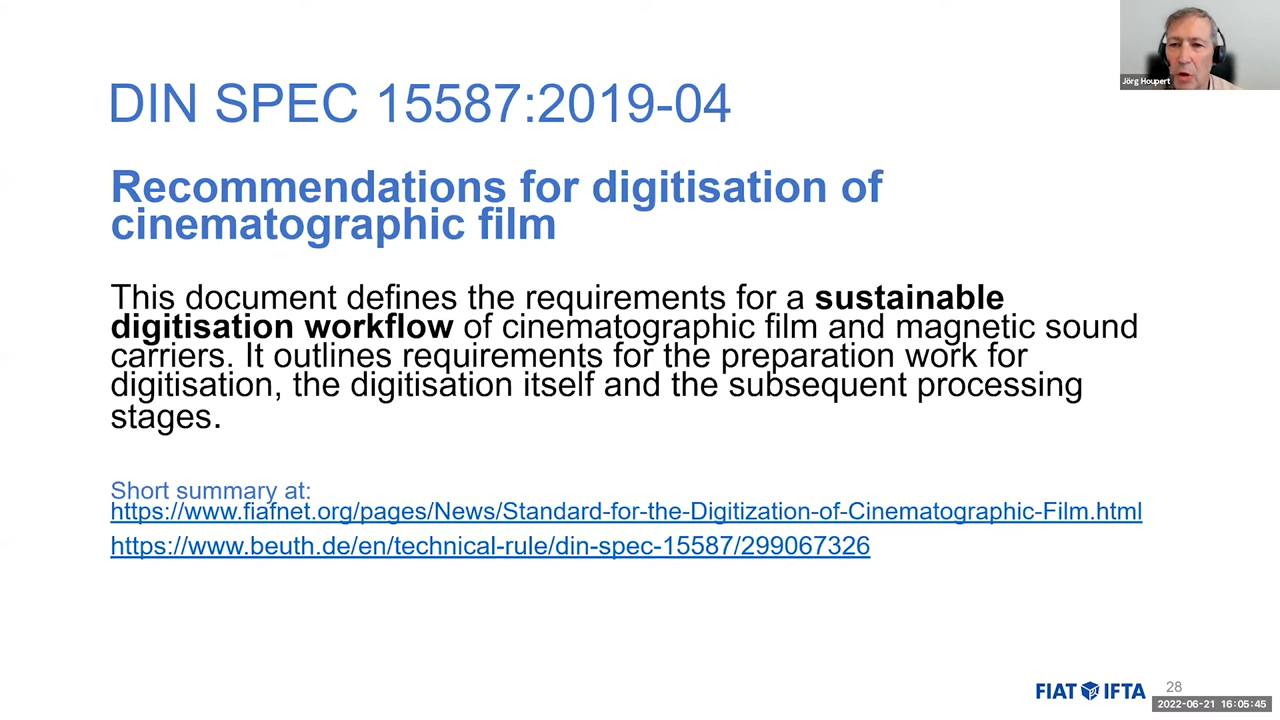 Jörg Houpert
DIN SPEC 15587:2019-04
Recommendations for digitisation of
cinematographic film
This document defines the requirements for a sustainable
digitisation workflow of cinematographic film and magnetic sound
carriers. It outlines requirements for the preparation work for
digitisation, the digitisation itself and the subsequent processing
stages.
Short summary at:
https://www.fiafnet.org/pages/News/Standard-for-the-Digitization-of-Cinematographic-Film.html
https://www.beuth.de/en/technical-rule/din-spec-15587/299067326
FIAT IFTA
28
2022-06-21 16:05:45